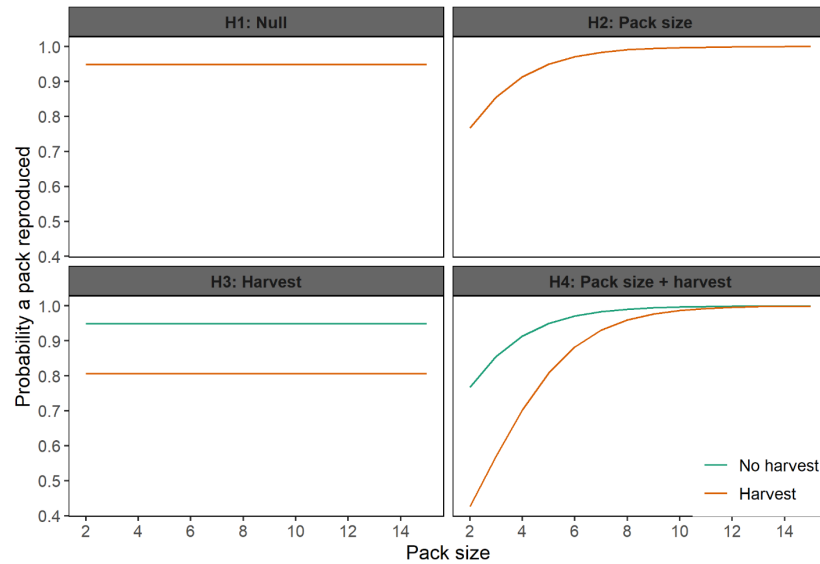 H1: Null
H2: Pack size
1.0
0.9
0.8
0.7
0.6
0.5
0.4
H3: Harvest
H4: Pack size + harvest
1.0
0.9
0.8
0.7
0.6
0.5
0.4
2 4 6 8 10 12 14
2 4 6 8 10 12 14
No harvest
Harvest
Pack size
Probability a pack reproduced